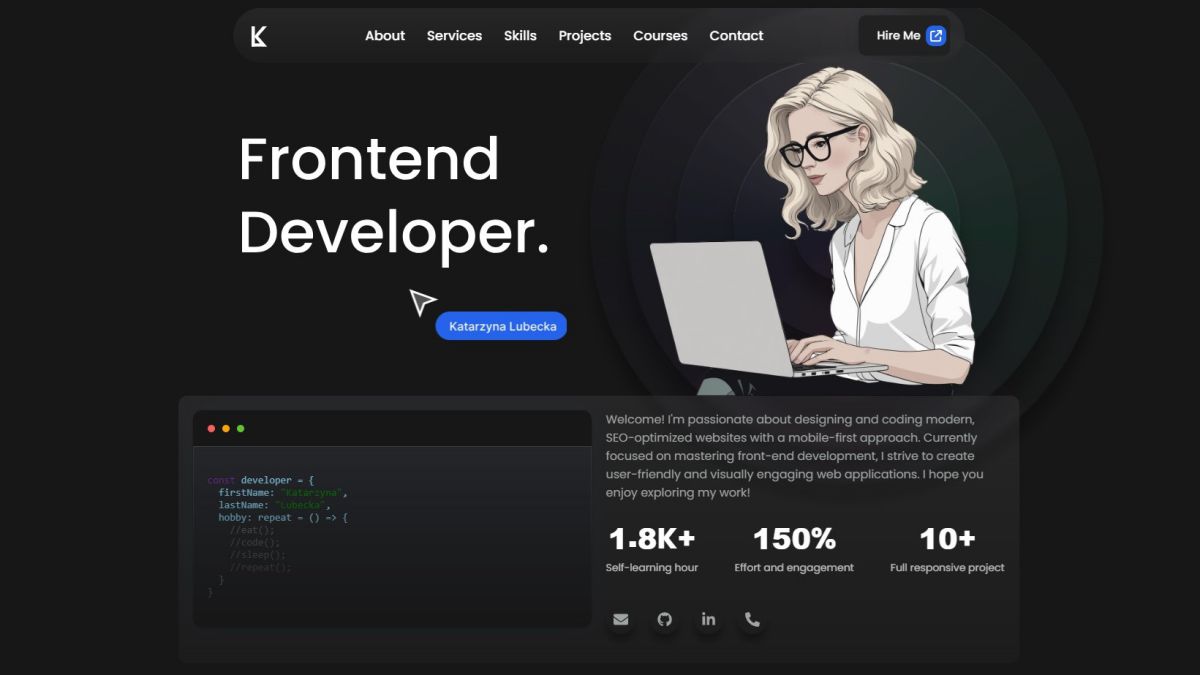 K
About Services Skills Projects Courses Contact
Hire Me
Frontend
Developer.
Katarzyna Lubecka
const developer = {
firstName: "Katarzyna",
lastName: "Lubecka",
hobby: repeat = () => {
//eat();
//code();
//sleep();
//repeat();
}
}
Welcome! I'm passionate about designing and coding modern,
SEO-optimized websites with a mobile-first approach. Currently
focused on mastering front-end development, I strive to create
user-friendly and visually engaging web applications. I hope you
enjoy exploring my work!
1.8K+ 150% 10+
Self-learning hour Effort and engagement Full responsive project
in